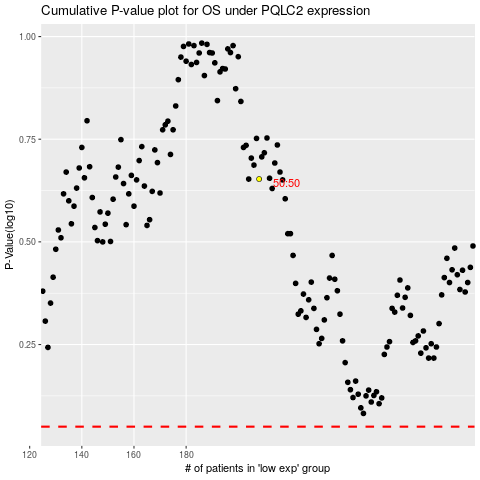 Cumulative P-value plot for OS under PQLC2 expression
1.00
0.75
0.50
0.25
P-Value(log10)
50:50
120 140 160 180
# of patients in 'low exp' group